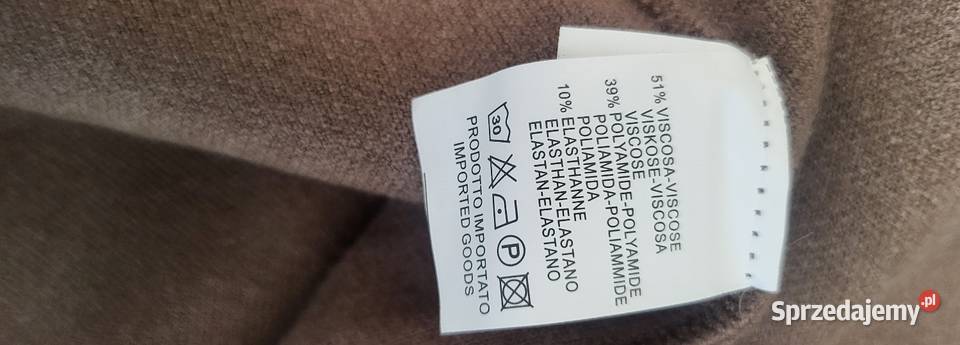 51% VISCOSA-VISCOSE
VISKOSE-VISCOSA
VISCOSE
39% POLYAMIDE-POLYAMIDE
POLIAMIDA-POLIAMMIDE
POLIAMIDA
10% ELASTHANNE
ELASTHAN-ELASTANO
ELASTAN-ELASTANO
30
P
PRODOTTO IMPORTATO
IMPORTED GOODS
Sprzedajemy.pl